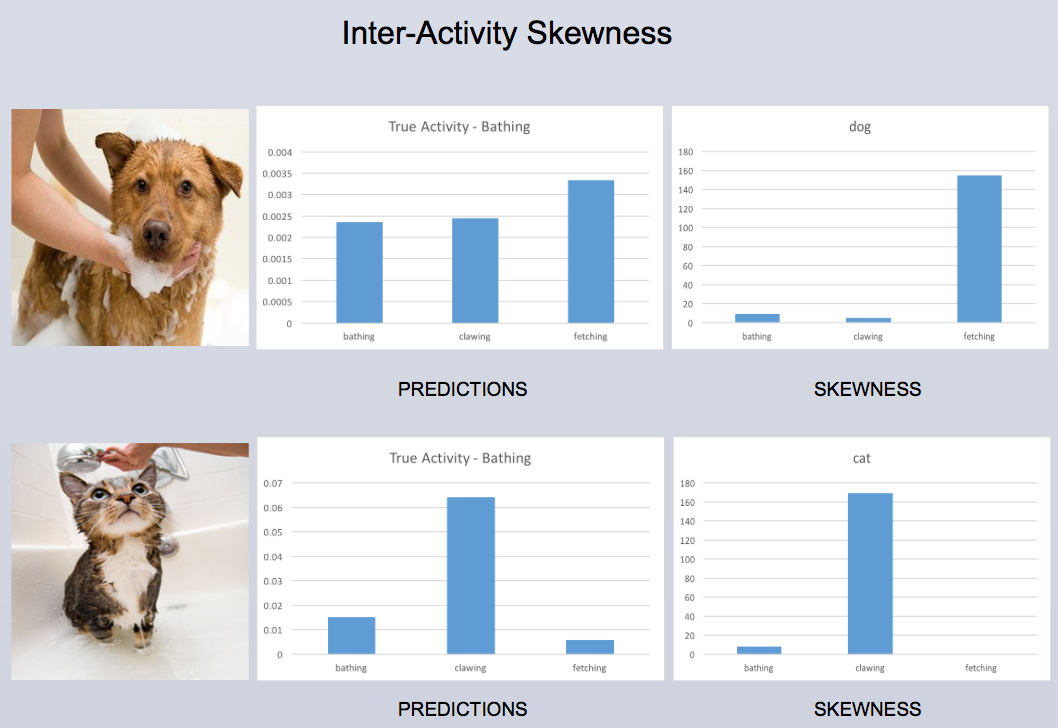 Inter-Activity Skewness
True Activity - Bathing
0.004
0.0035
0.003
0.0025
0.002
0.0015
0.001
0.0005
0
bathing clawing fetching
dog
180
160
140
120
100
80
60
40
20
0
bathing clawing fetching
PREDICTIONS
SKEWNESS
True Activity - Bathing
0.07
0.06
0.05
0.04
0.03
0.02
0.01
0
bathing clawing fetching
cat
180
160
140
120
100
80
60
40
20
0
bathing clawing fetching
PREDICTIONS
SKEWNESS